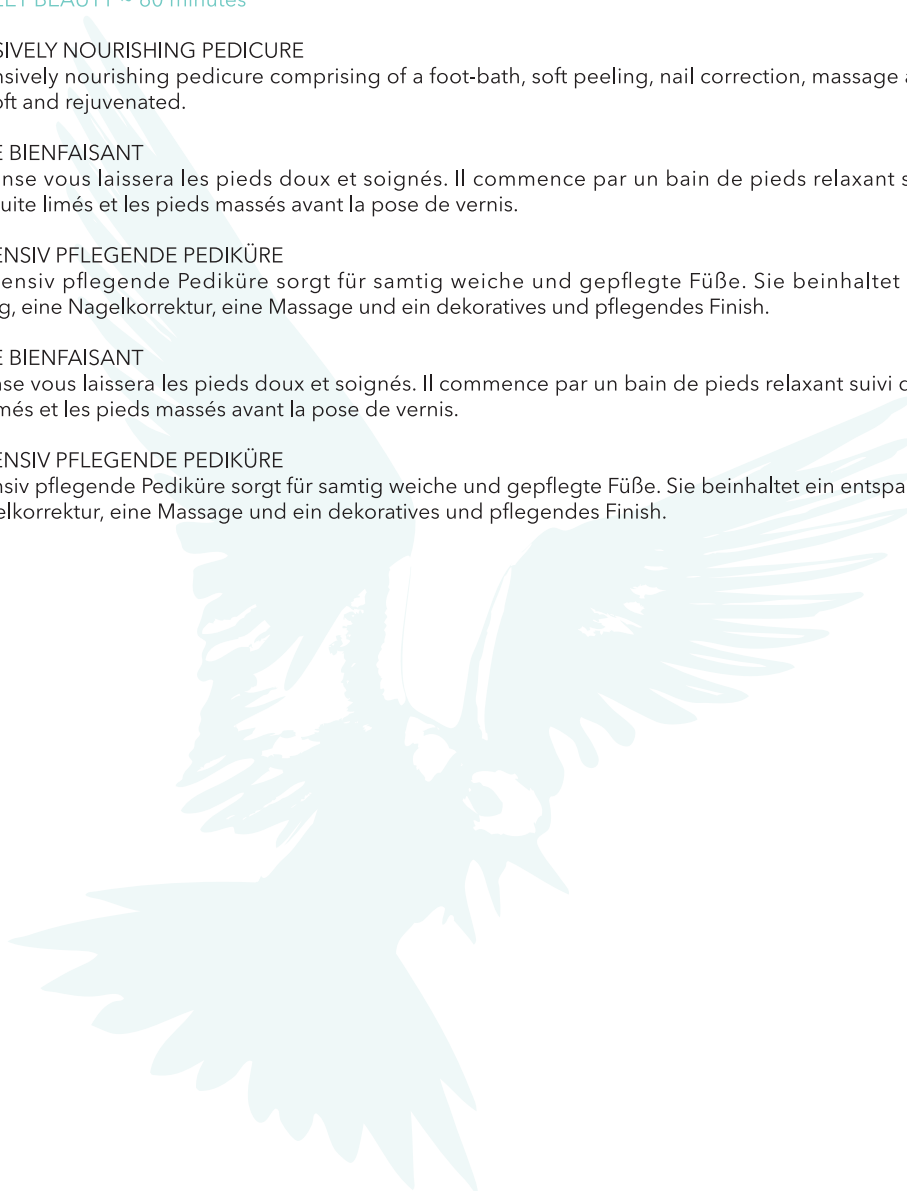 BEAUTY ~ 60 minutes
SIVELY NOURISHING PEDICURE
nsively nourishing pedicure comprising of a foot-bath, soft peeling, nail correction, massage
oft and rejuvenated.
E BIENFAISANT
nse vous laissera les pieds doux et soignés. Il commence par un bain de pieds relaxant s
uite limés et les pieds massés avant la pose de vernis.
ENSIV PFLEGENDE PEDIKÜRE
ensiv pflegende Pediküre sorgt für samtig weiche und gepflegte Füße. Sie beinhaltet
g, eine Nagelkorrektur, eine Massage und ein dekoratives und pflegendes Finish.
E BIENFAISANT
nse vous laissera les pieds doux et soignés. Il commence par un bain de pieds relaxant suivi
més et les pieds massés avant la pose de vernis.
ENSIV PFLEGENDE PEDIKÜRE
nsiv pflegende Pediküre sorgt für samtig weiche und gepflegte Füße. Sie beinhaltet ein entspa
elkorrektur, eine Massage und ein dekoratives und pflegendes Finish.